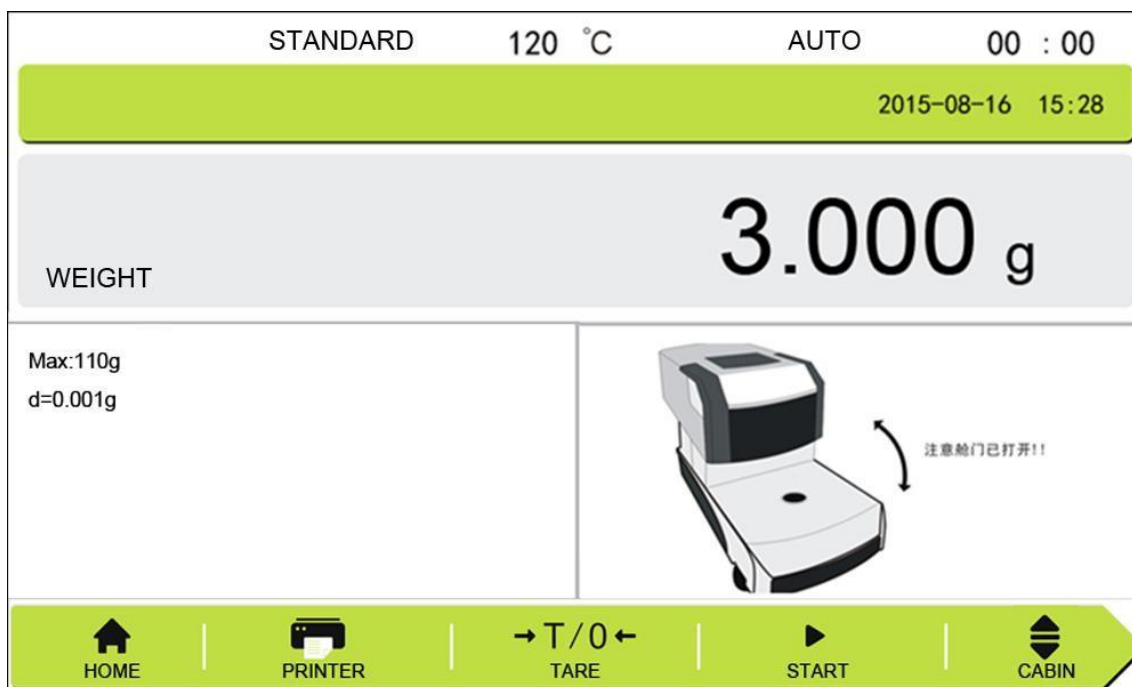 STANDARD 120 °C AUTO 00 : 00
2015-08-16 15:28
WEIGHT 3.000 g
Max:110g
d=0.001g
注意舱门已打开!!
→T/0←
HOME PRINTER TARE START CABIN